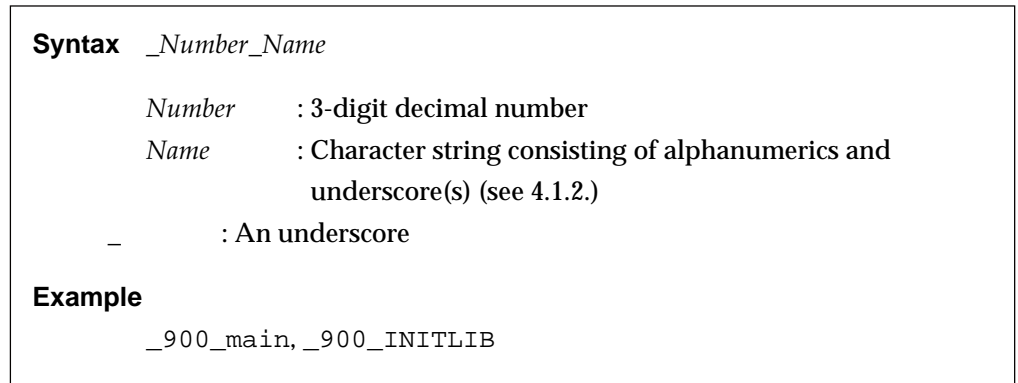 Syntax _Number_Name
Number : 3-digit decimal number
Name : Character string consisting of alphanumerics and
underscore(s) (see 4.1.2.)
_ : An underscore
Example
_900_main, _900_INITLIB